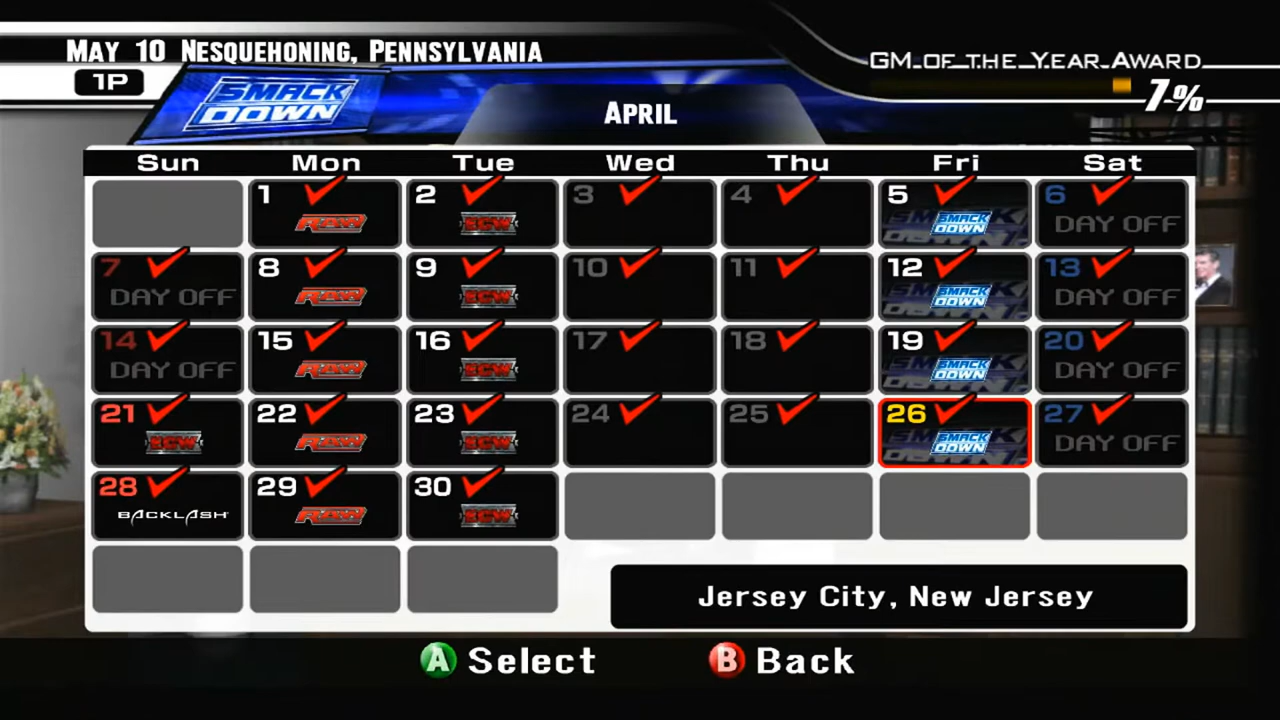 May 10 Nesquehoning, Pennsylvania
GM of the Year Award
1P
SMACK DOWN
7%
April
Sun Mon Tue Wed Thu Fri Sat
1 2 3 4 5 6
RAW ECW SMACK DOWN DAY OFF
7 8 9 10 11 12 13
DAY OFF RAW ECW SMACK DOWN DAY OFF
14 15 16 17 18 19 20
DAY OFF RAW ECW SMACK DOWN DAY OFF
21 22 23 24 25 26 27
ECW RAW ECW SMACK DOWN DAY OFF
28 29 30
BACKLASH RAW ECW
Jersey City, New Jersey
A Select B Back